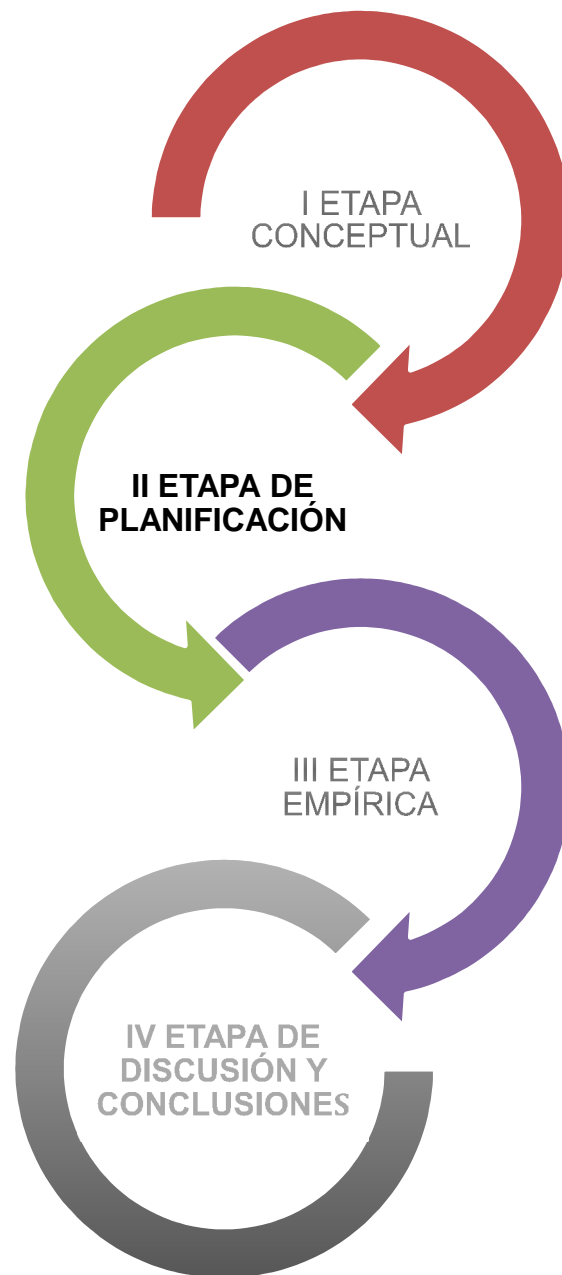 I ETAPA
CONCEPTUAL
II ETAPA DE
PLANIFICACIÓN
III ETAPA
EMPÍRICA
IV ETAPA DE
DISCUSIÓN Y
CONCLUSIONES